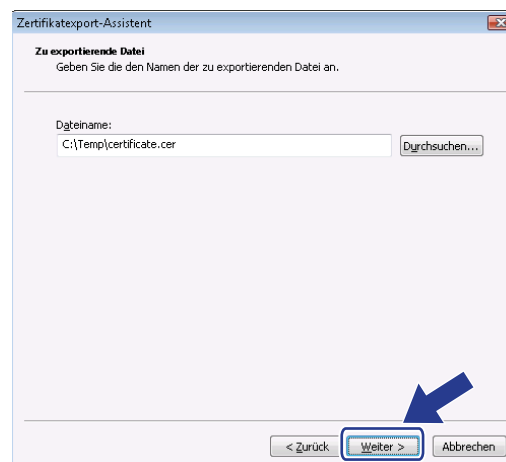 Zertifikatexport-Assistent
Zu exportierende Datei
Geben Sie die den Namen der zu exportierenden Datei an.
Dateiname:
C:\Temp\certificate.cer
Durchsuchen...
< Zurück
Weiter >
Abbrechen